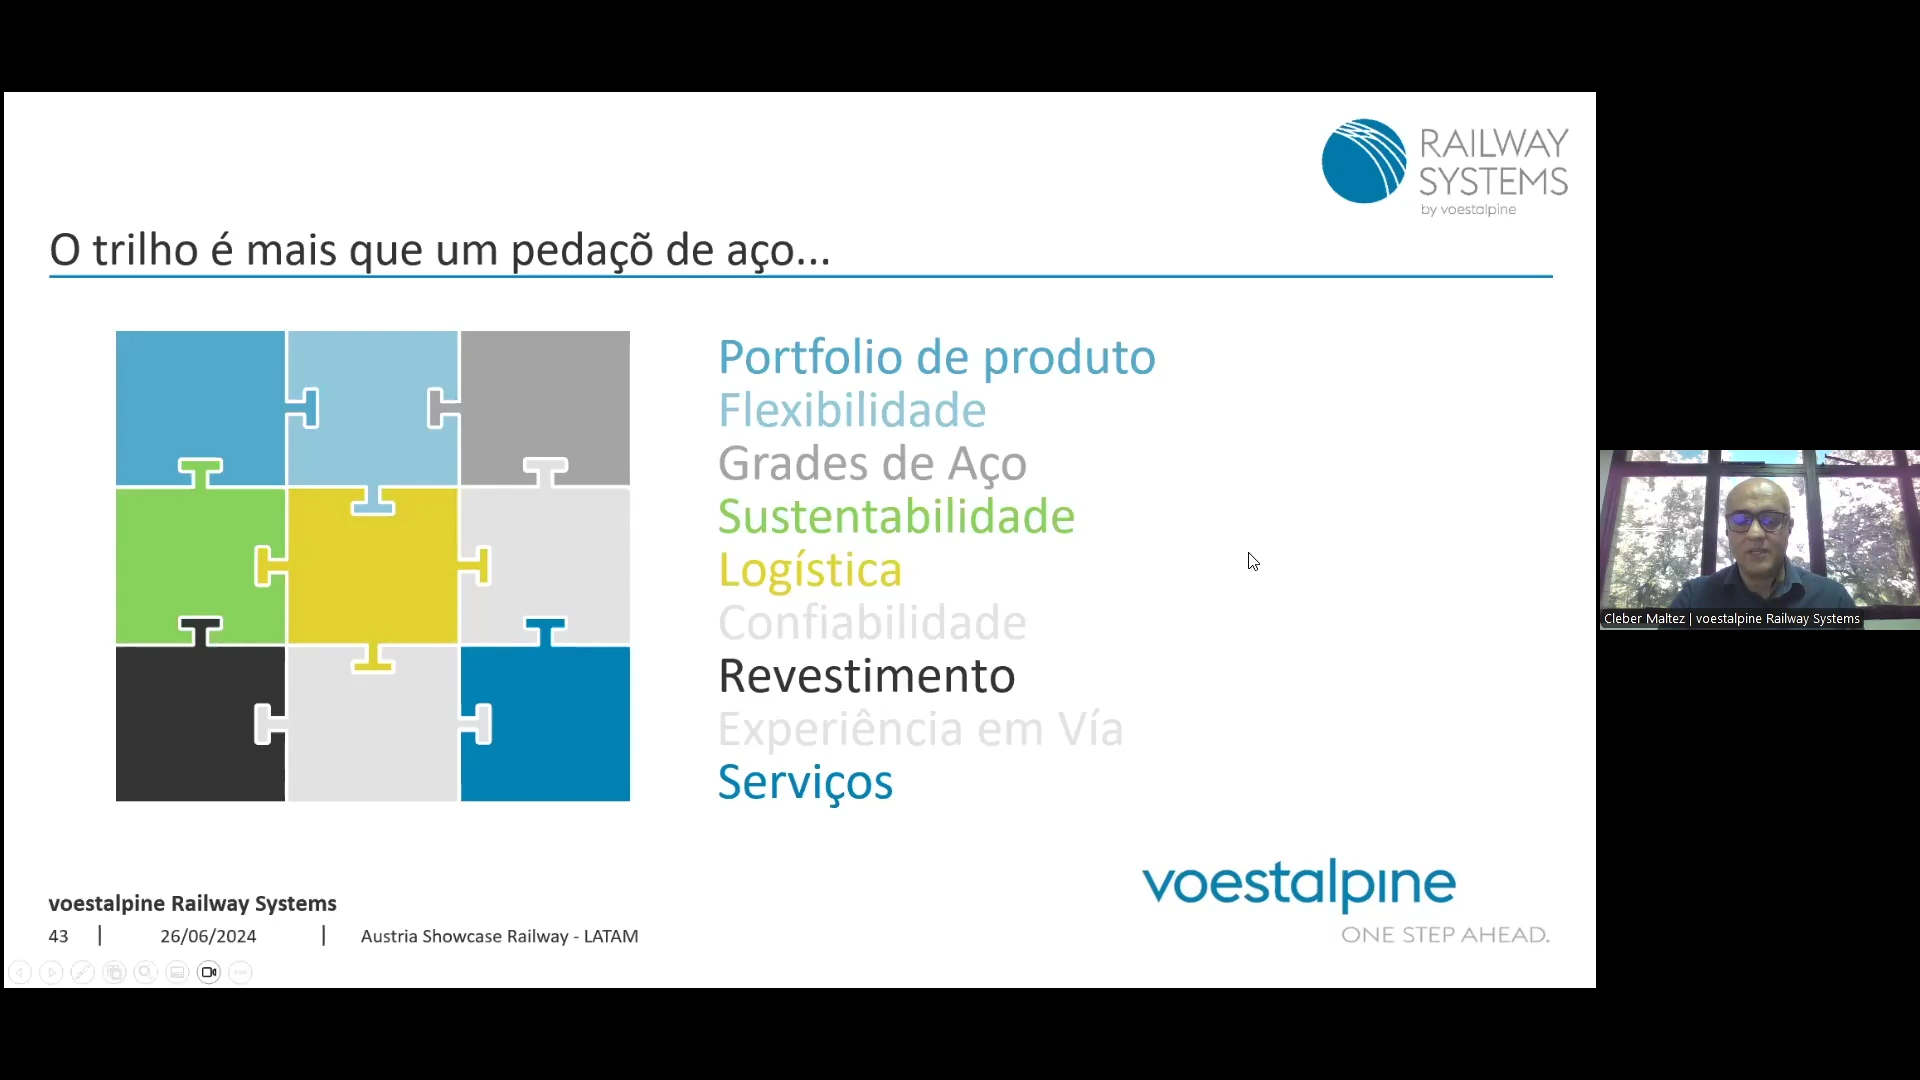 RAILWAY
SYSTEMS
by voestalpine
O trilho é mais que um pedaçõ de aço...
Portfolio de produto
Flexibilidade
Grades de Aço
Sustentabilidade
Logística
Confiabilidade
Revestimento
Experiência em Vía
Serviços
Cleber Maltez | voestalpine Railway Systems
voestalpine
ONE STEP AHEAD.
voestalpine Railway Systems
43 | 26/06/2024 | Austria Showcase Railway - LATAM